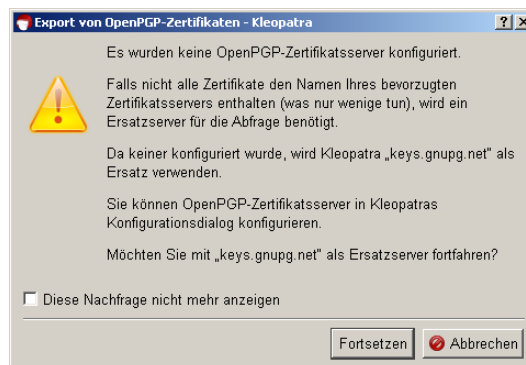 Export von OpenPGP-Zertifikaten - Kleopatra
Es wurden keine OpenPGP-Zertifikatsserver konfiguriert.
Falls nicht alle Zertifikate den Namen Ihres bevorzugten
Zertifikatsservers enthalten (was nur wenige tun), wird ein
Ersatzserver für die Abfrage benötigt.
Da keiner konfiguriert wurde, wird Kleopatra „keys.gnupg.net" als
Ersatz verwenden.
Sie können OpenPGP-Zertifikatsserver in Kleopatras
Konfigurationsdialog konfigurieren.
Möchten Sie mit „keys.gnupg.net" als Ersatzserver fortfahren?
Diese Nachfrage nicht mehr anzeigen
Fortsetzen
Abbrechen